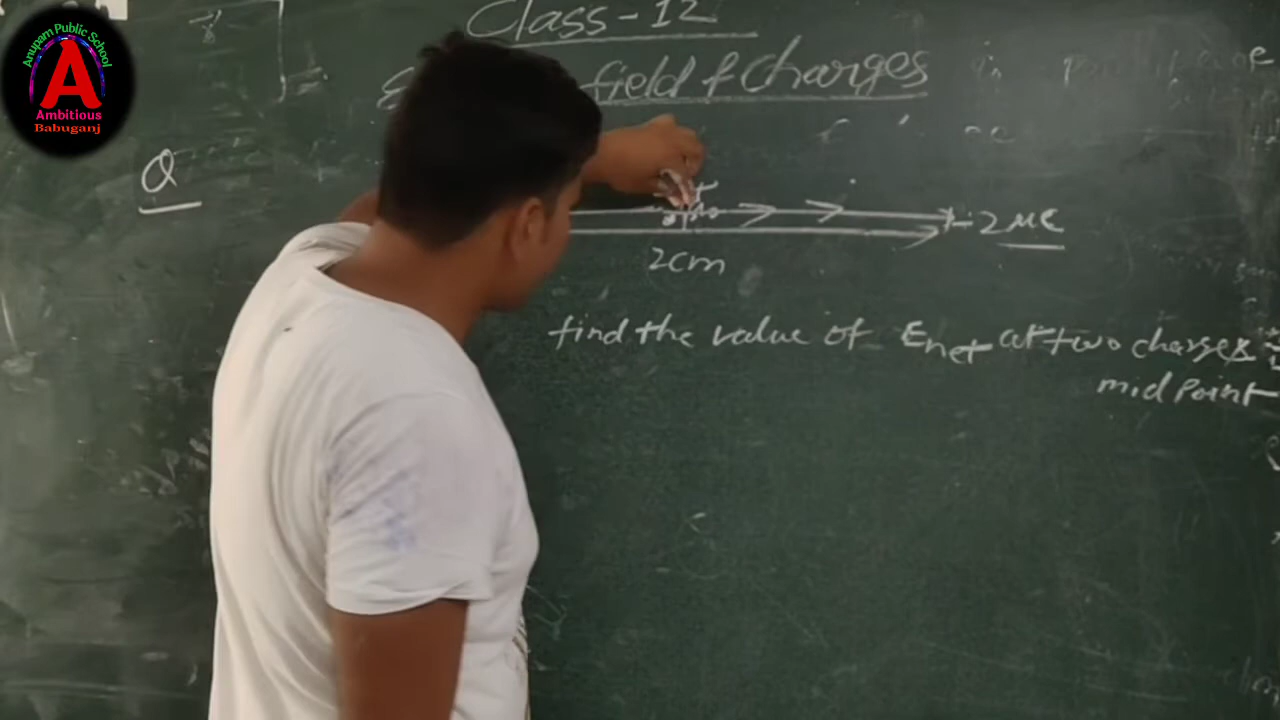 Anupam Public School
A
Ambitious
Babuganj
Class-12
field & Charges
Q
-2μc
2cm
find the value of Enet at two charges
mid Point